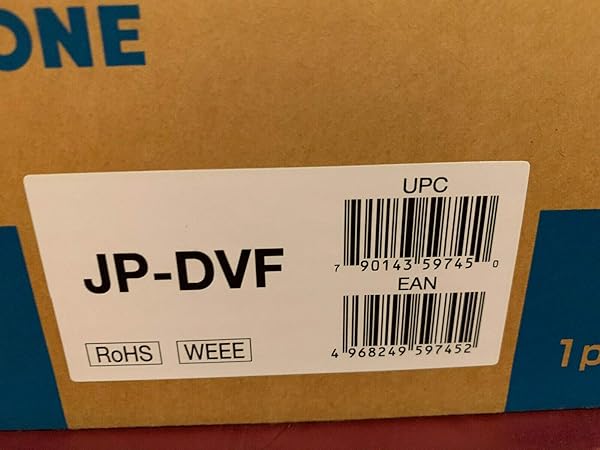 ONE
UPC
7 90143 59745 0
JP-DVF
EAN
4 968249 597452
RoHS WEEE
1p